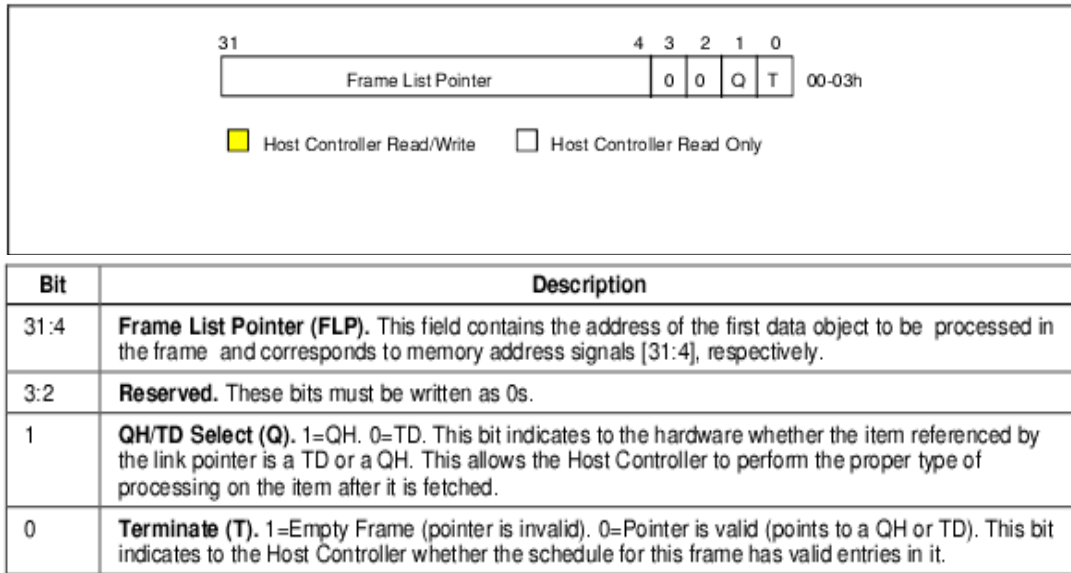 31 4 3 2 1 0
Frame List Pointer 0 0 Q T 00-03h
Host Controller Read/Write Host Controller Read Only
Bit Description
31:4 Frame List Pointer (FLP). This field contains the address of the first data object to be processed in
the frame and corresponds to memory address signals [31:4], respectively.
3:2 Reserved. These bits must be written as 0s.
1 QH/TD Select (Q). 1=QH. 0=TD. This bit indicates to the hardware whether the item referenced by
the link pointer is a TD or a QH. This allows the Host Controller to perform the proper type of
processing on the item after it is fetched.
0 Terminate (T). 1=Empty Frame (pointer is invalid). 0=Pointer is valid (points to a QH or TD). This bit
indicates to the Host Controller whether the schedule for this frame has valid entries in it.